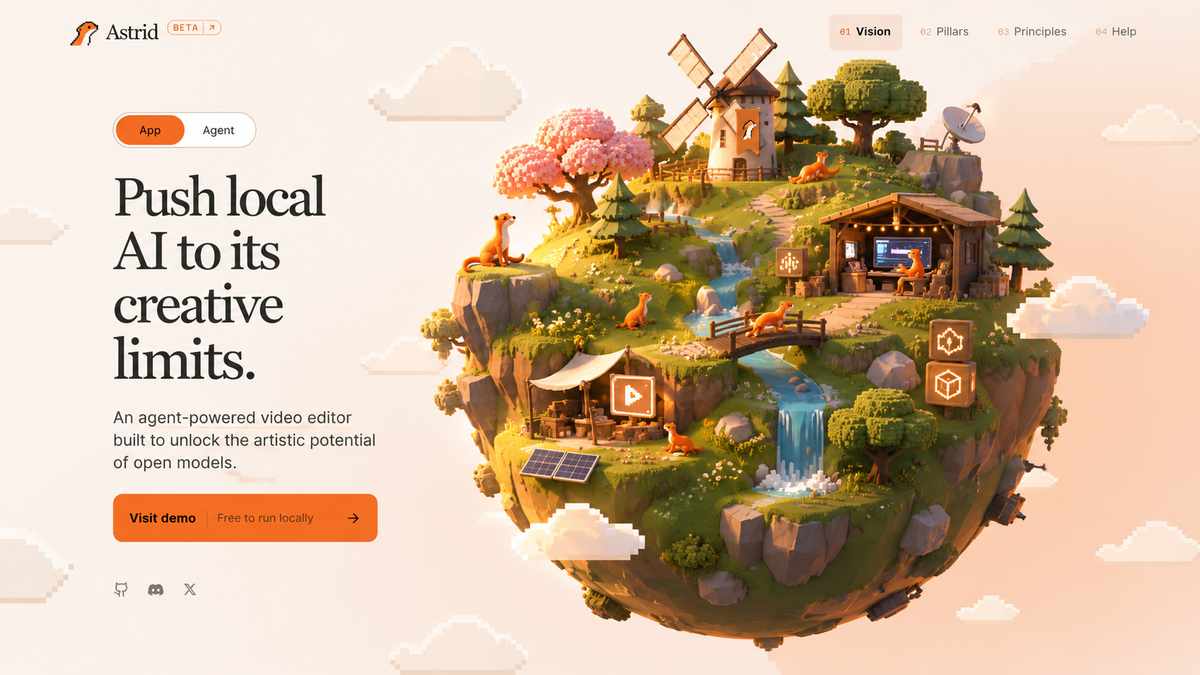 Astrid
BETA
01 Vision
02 Pillars
03 Principles
04 Help
App
Agent
Push local
AI to its
creative
limits.
An agent-powered video editor
built to unlock the artistic potential
of open models.
Visit demo
Free to run locally